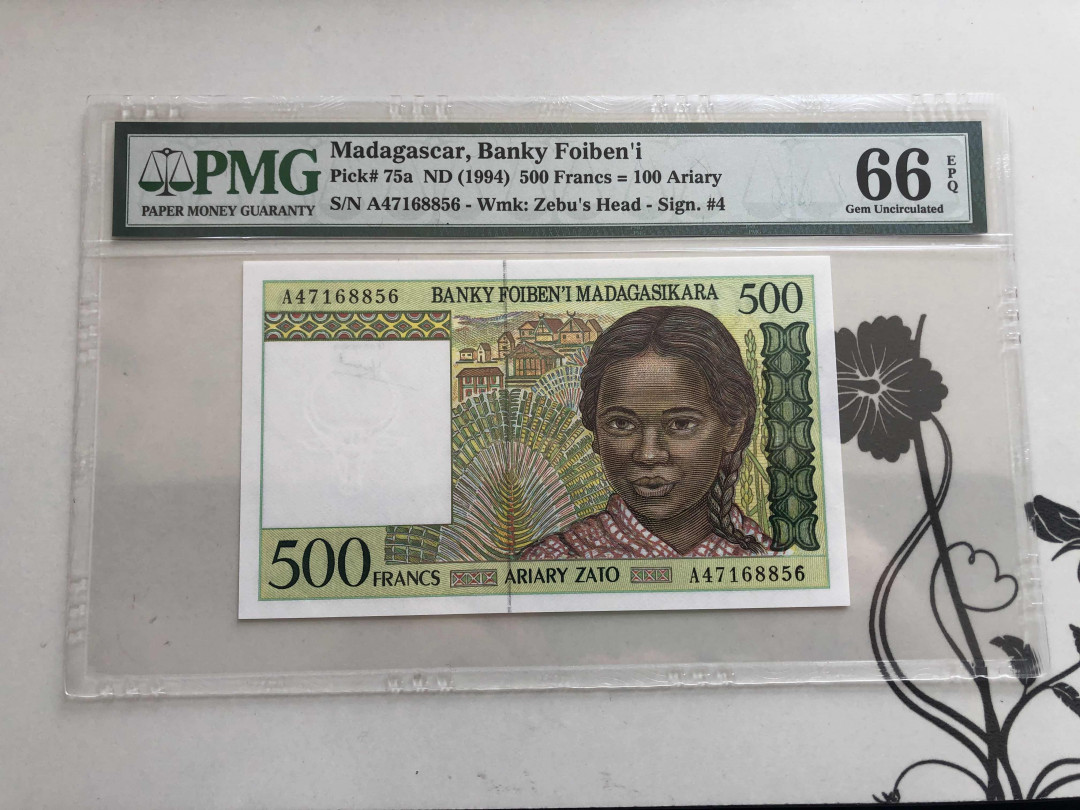 PMG
PAPER MONEY GUARANTY
Madagascar, Banky Foiben'i
Pick# 75a ND (1994) 500 Francs = 100 Ariary
S/N A47168856 - Wmk: Zebu's Head - Sign. #4
66
EPQ
Gem Uncirculated
A47168856 BANKY FOIBEN'I MADAGASIKARA 500
500 FRANCS ARIARY ZATO A47168856